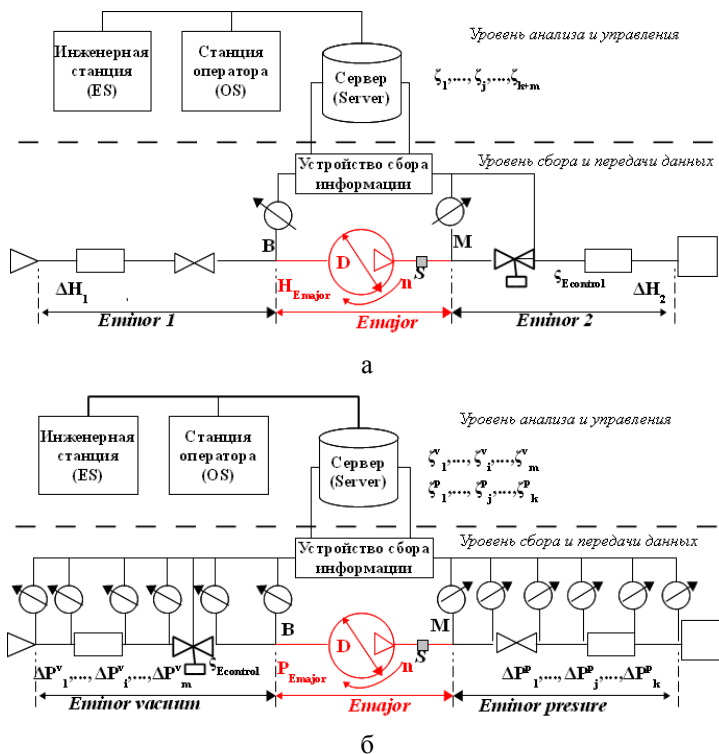 Уровень анализа и управления
Инженерная
станция
(ES)
Станция
оператора
(OS)
Сервер
(Server)
ζ1,..., ζj,...,ζk+m
Уровень сбора и передачи данных
Устройство сбора
информации
B
D
M
S
n
HEmajor
ςEcontrol
ΔH1
ΔH2
Eminor 1
Emajor
Eminor 2
а
Уровень анализа и управления
Инженерная
станция
(ES)
Станция
оператора
(OS)
Сервер
(Server)
ζv1,..., ζvi,...,ζvm
ζp1,..., ζpj,...,ζpk
Уровень сбора и передачи данных
Устройство сбора
информации
B
D
M
S
n
ςEcontrol
PEmajor
ΔPv1,..., ΔPvi,..., ΔPvm
ΔPp1,..., ΔPpj,..., ΔPpk
Eminor vacuum
Emajor
Eminor presure
б